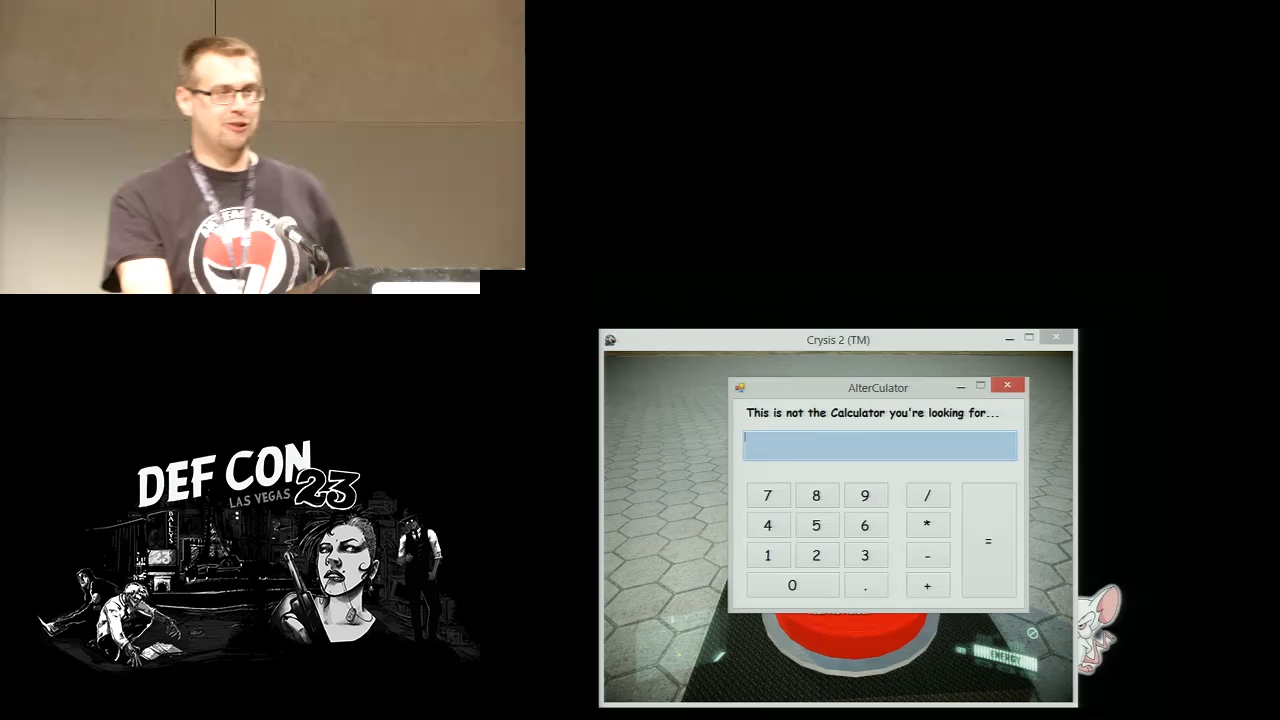 DEF CON
23
LAS VEGAS
BALLY'S
Crysis 2 (TM)
AlterCulator
This is not the Calculator you're looking for...
7 8 9 /
4 5 6 *
1 2 3 -
=
0 . +
ENERGY